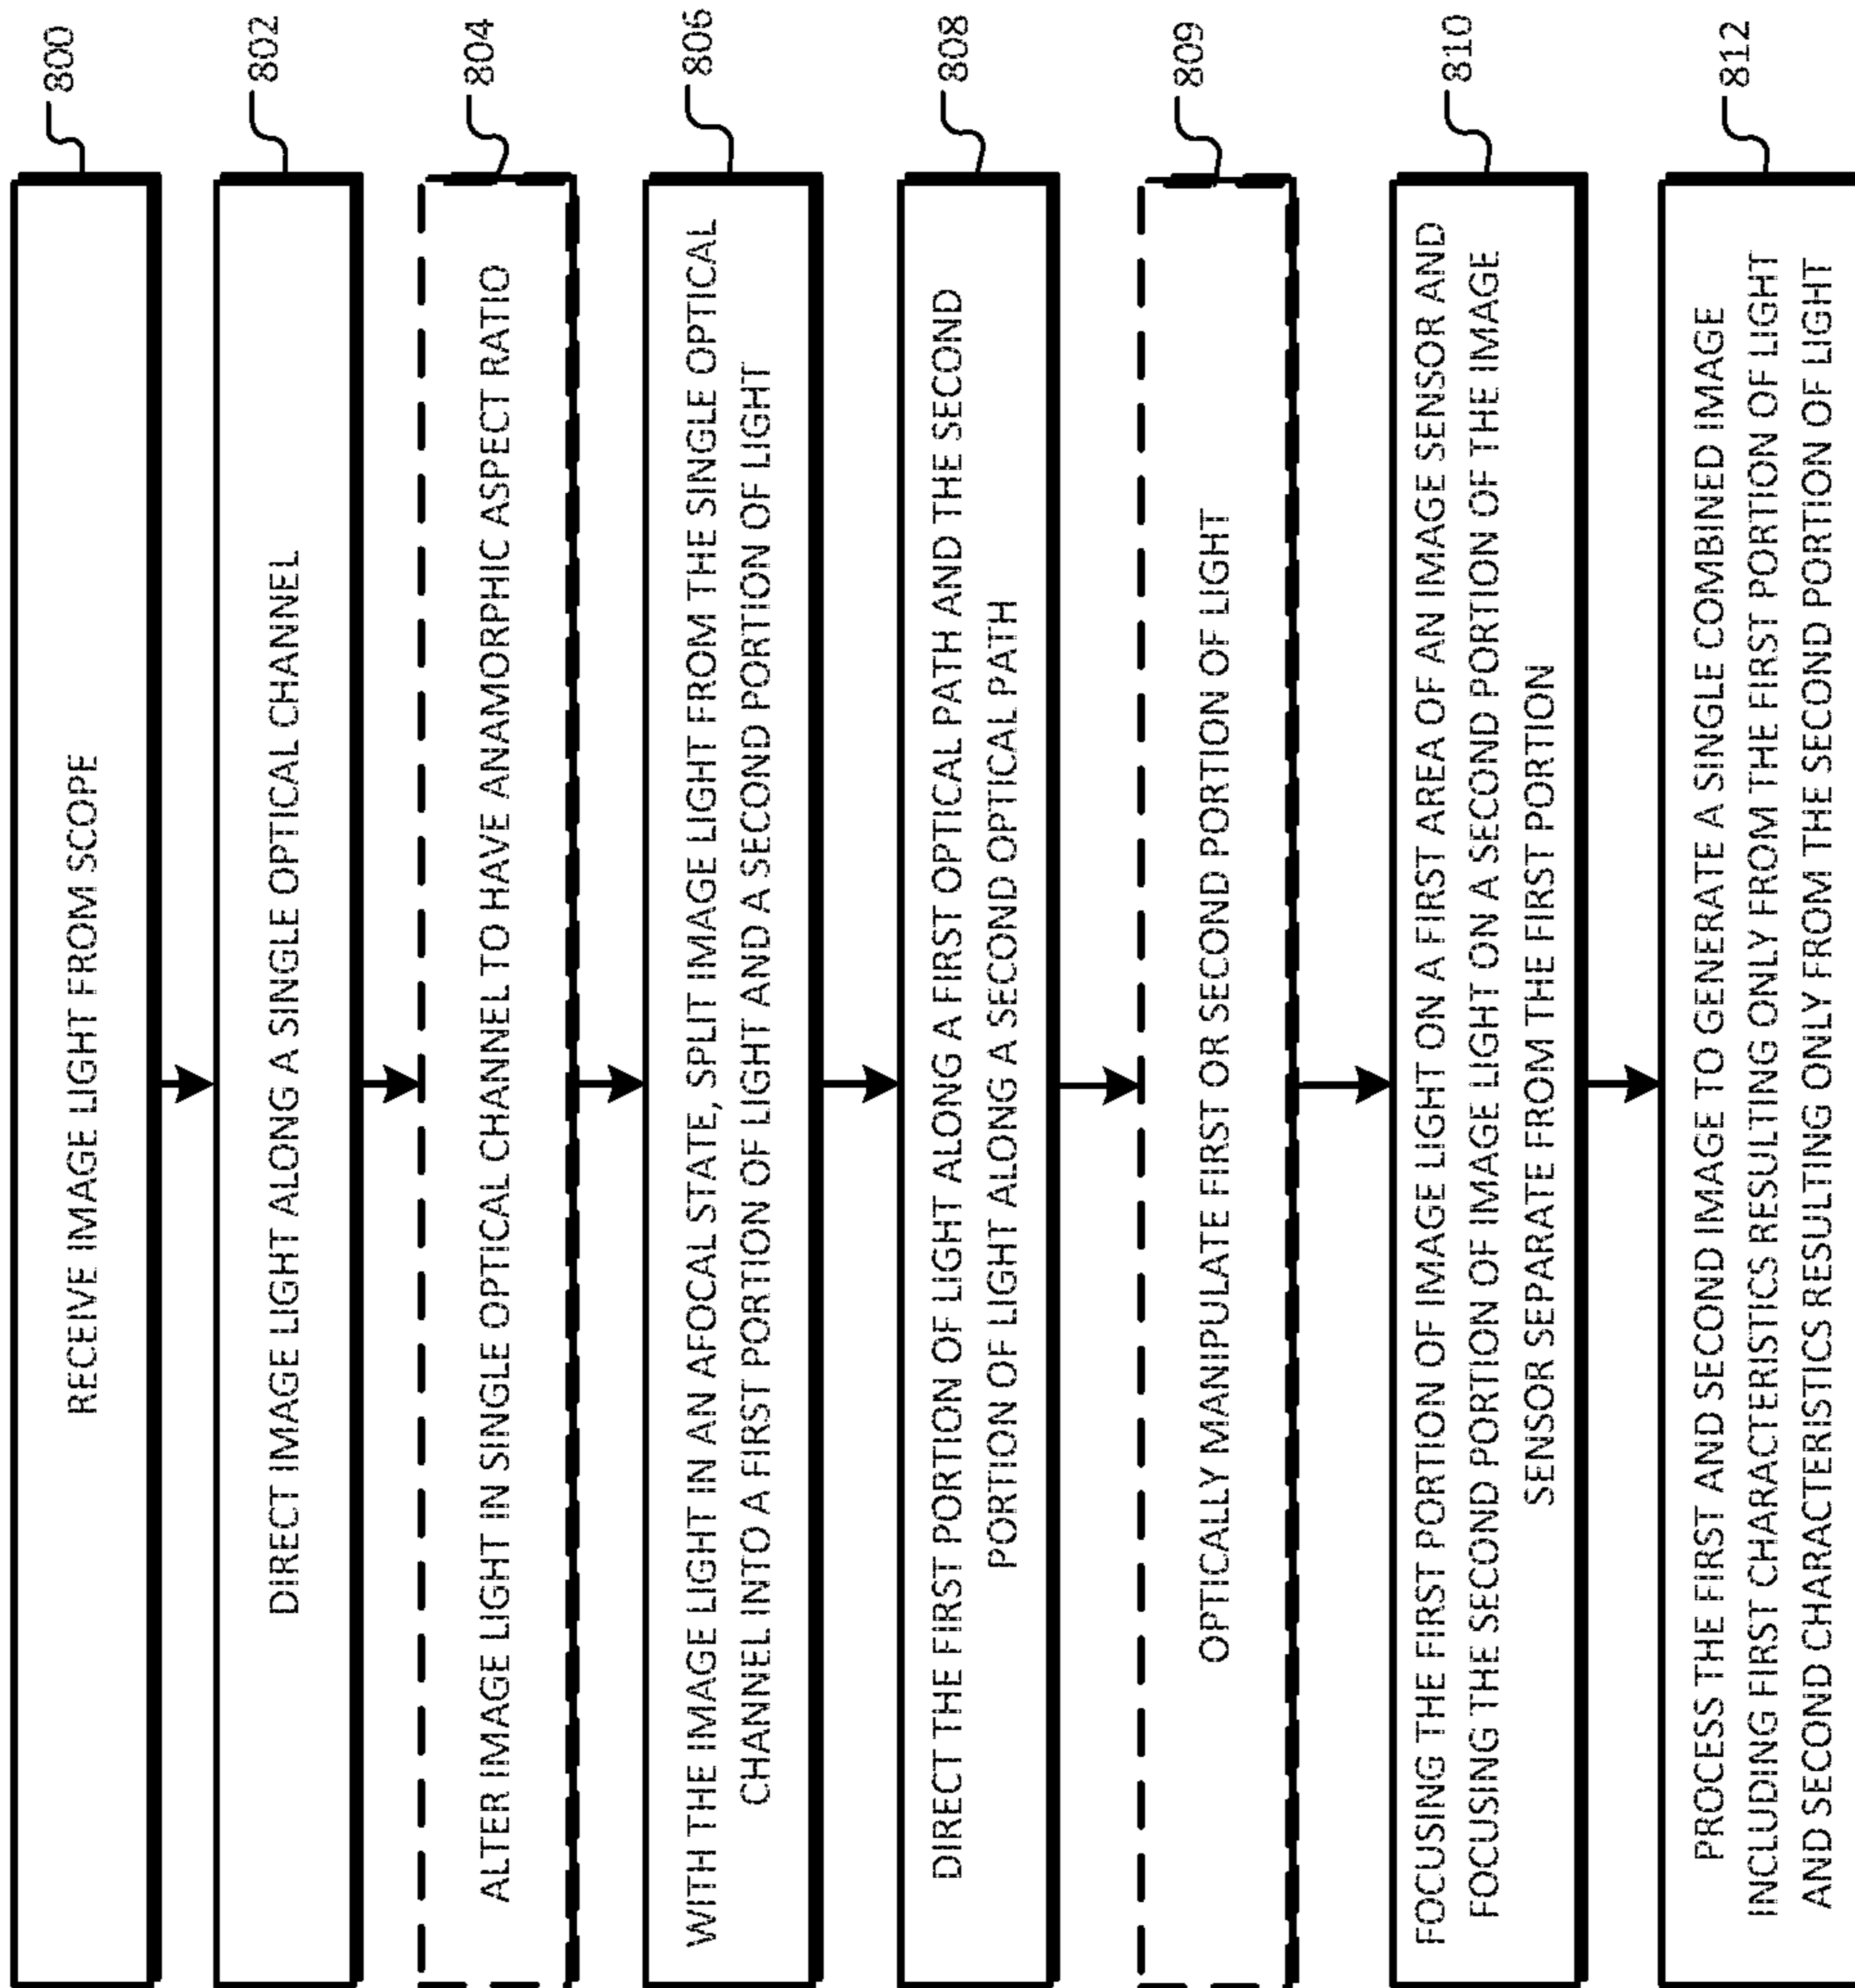 800
RECEIVE IMAGE LIGHT FROM SCOPE
802
DIRECT IMAGE LIGHT ALONG A SINGLE OPTICAL CHANNEL
804
ALTER IMAGE LIGHT IN SINGLE OPTICAL CHANNEL TO HAVE ANAMORPHIC ASPECT RATIO
806
WITH THE IMAGE LIGHT IN AN AFOCAL STATE, SPLIT IMAGE LIGHT FROM THE SINGLE OPTICAL
CHANNEL INTO A FIRST PORTION OF LIGHT AND A SECOND PORTION OF LIGHT
808
DIRECT THE FIRST PORTION OF LIGHT ALONG A FIRST OPTICAL PATH AND THE SECOND
PORTION OF LIGHT ALONG A SECOND OPTICAL PATH
809
OPTICALLY MANIPULATE FIRST OR SECOND PORTION OF LIGHT
810
FOCUSING THE FIRST PORTION OF IMAGE LIGHT ON A FIRST AREA OF AN IMAGE SENSOR AND
FOCUSING THE SECOND PORTION OF IMAGE LIGHT ON A SECOND PORTION OF THE IMAGE
SENSOR SEPARATE FROM THE FIRST PORTION
812
PROCESS THE FIRST AND SECOND IMAGE TO GENERATE A SINGLE COMBINED IMAGE
INCLUDING FIRST CHARACTERISTICS RESULTING ONLY FROM THE FIRST PORTION OF LIGHT
AND SECOND CHARACTERISTICS RESULTING ONLY FROM THE SECOND PORTION OF LIGHT